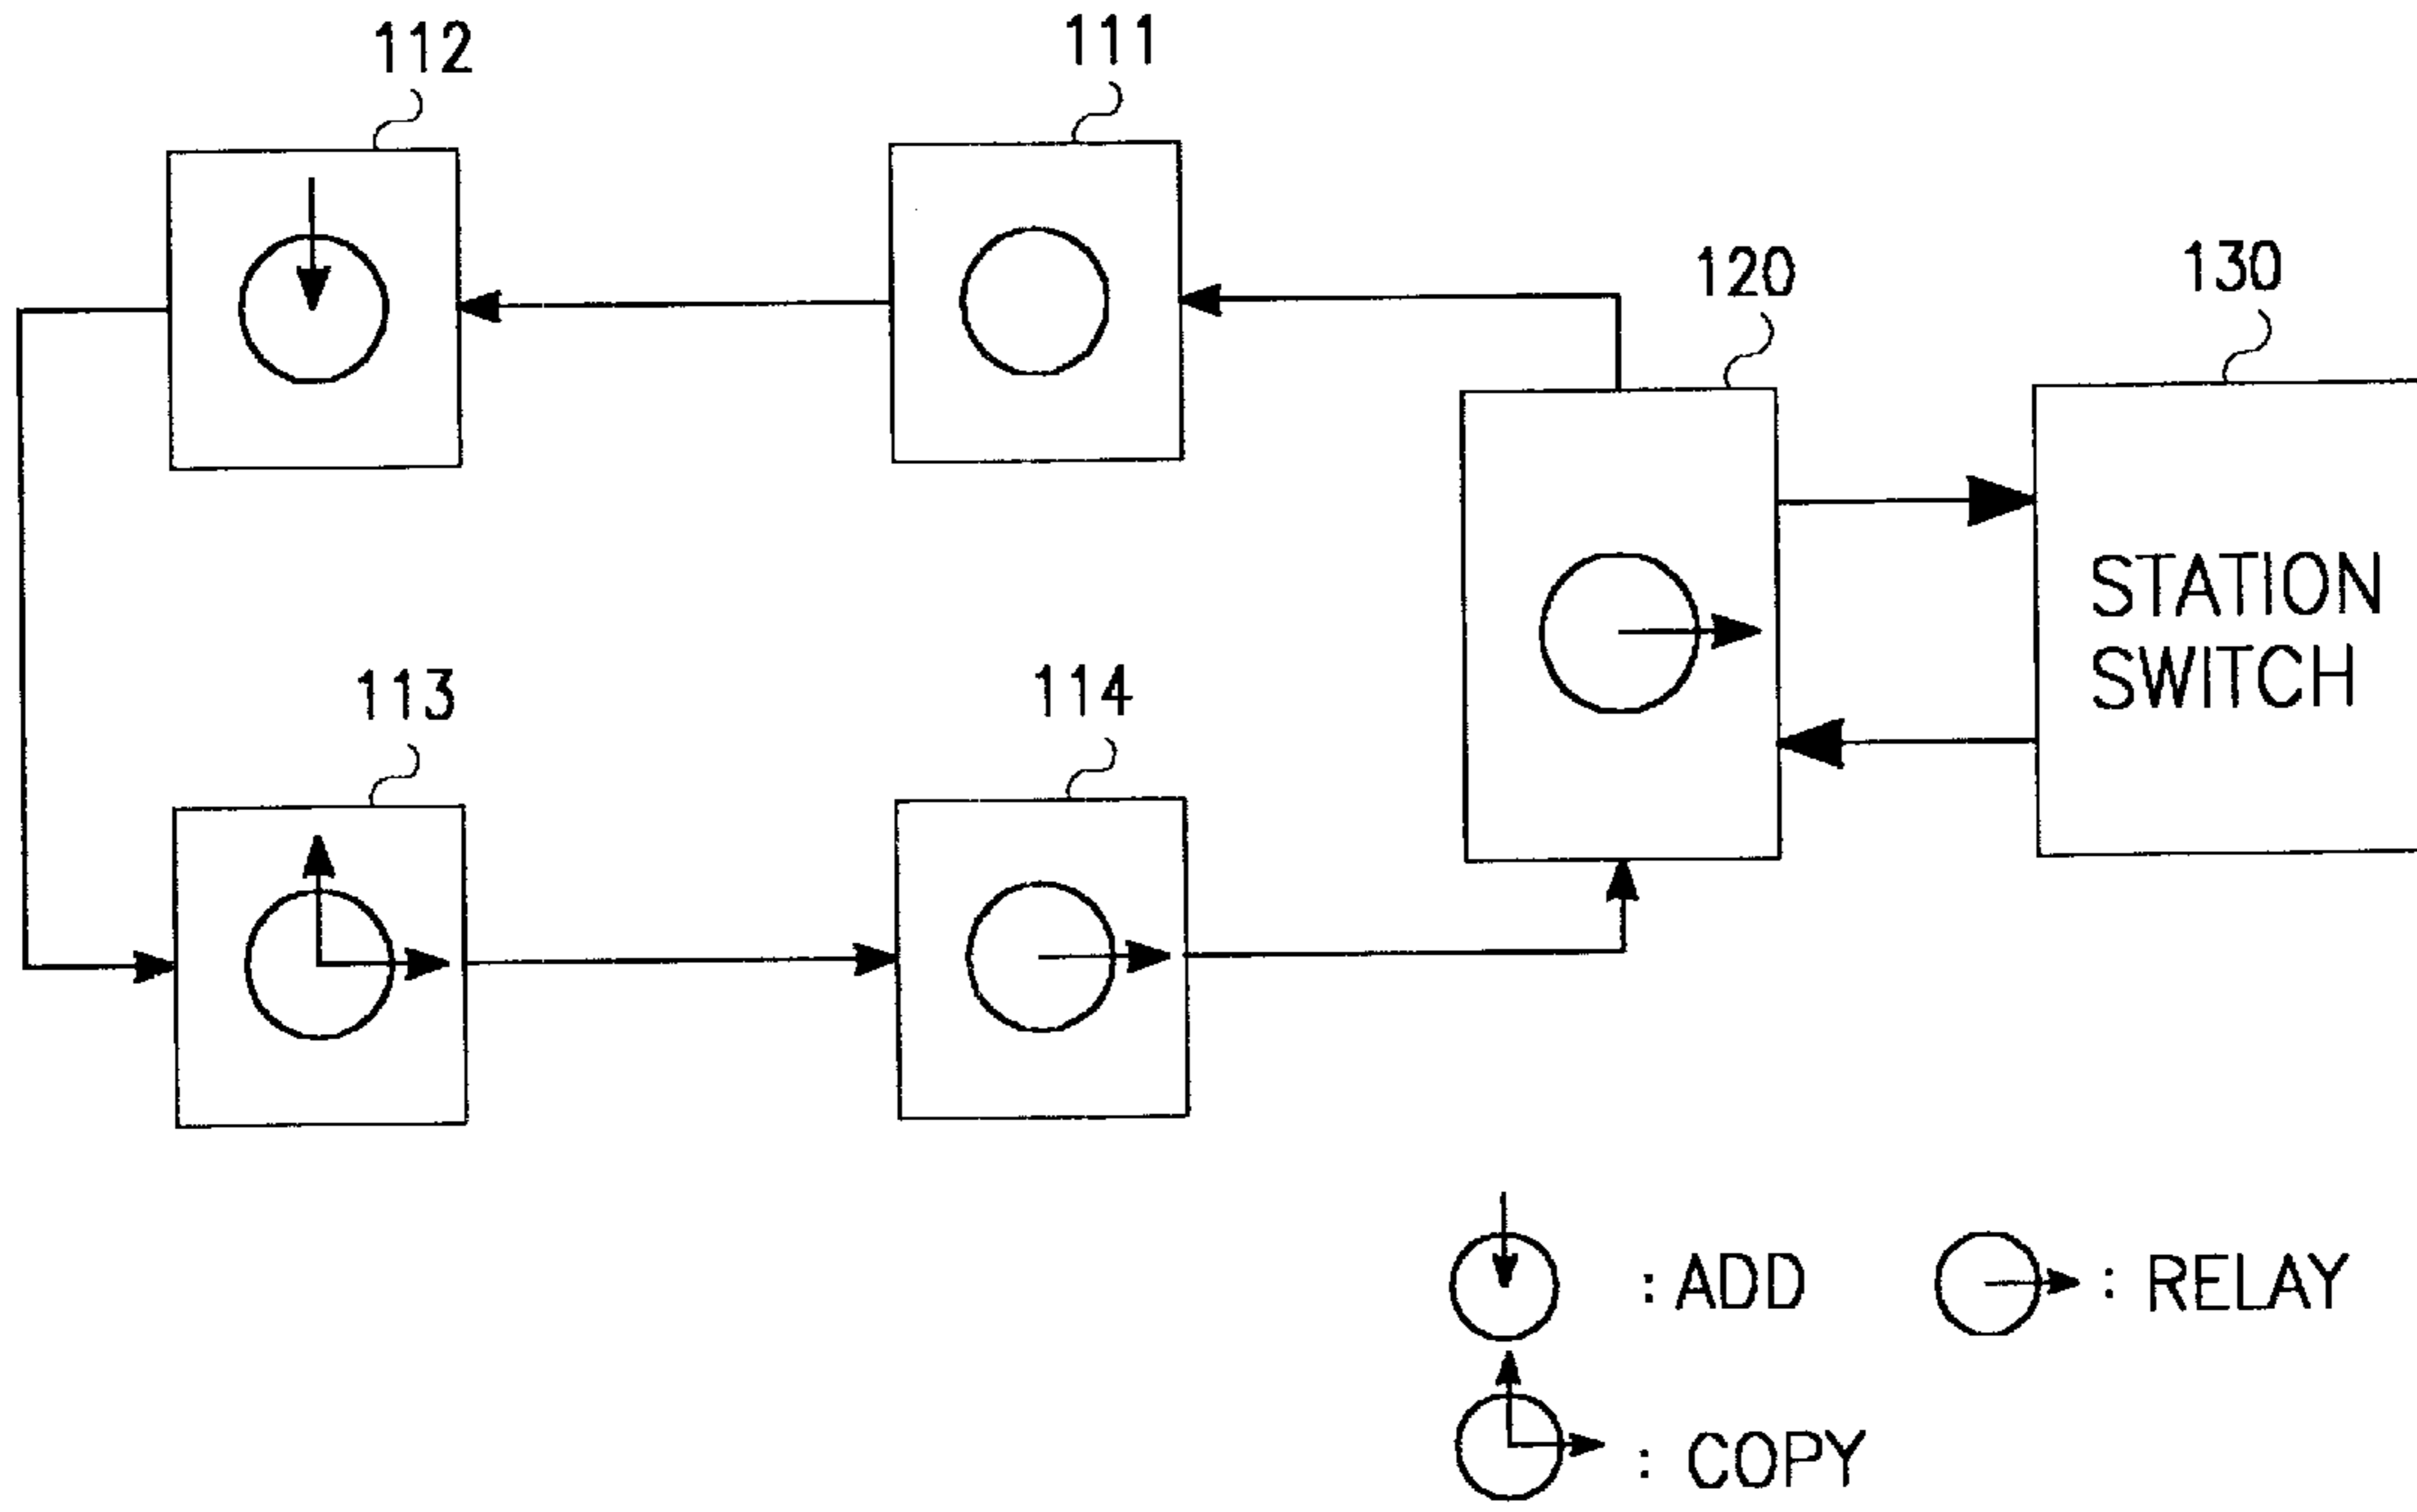 112
111
120
130
STATION
SWITCH
113
114
: ADD
: RELAY
: COPY